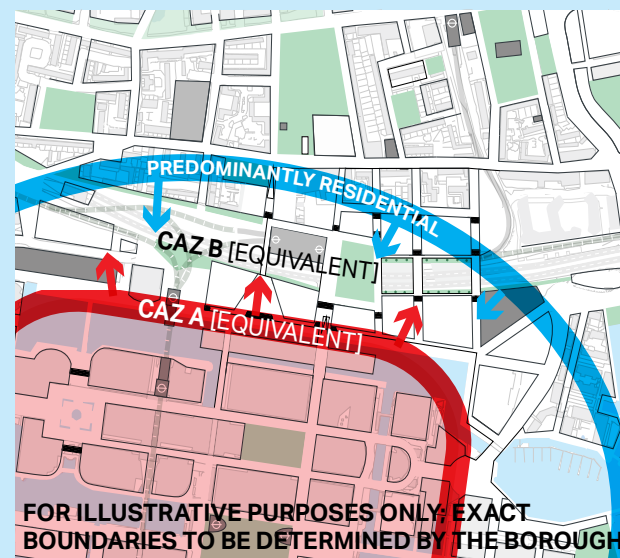 PREDOMINANTLY RESIDENTIAL
CAZ B [EQUIVALENT]
CAZ A [EQUIVALENT]
FOR ILLUSTRATIVE PURPOSES ONLY; EXACT
BOUNDARIES TO BE DETERMINED BY THE BOROUGH